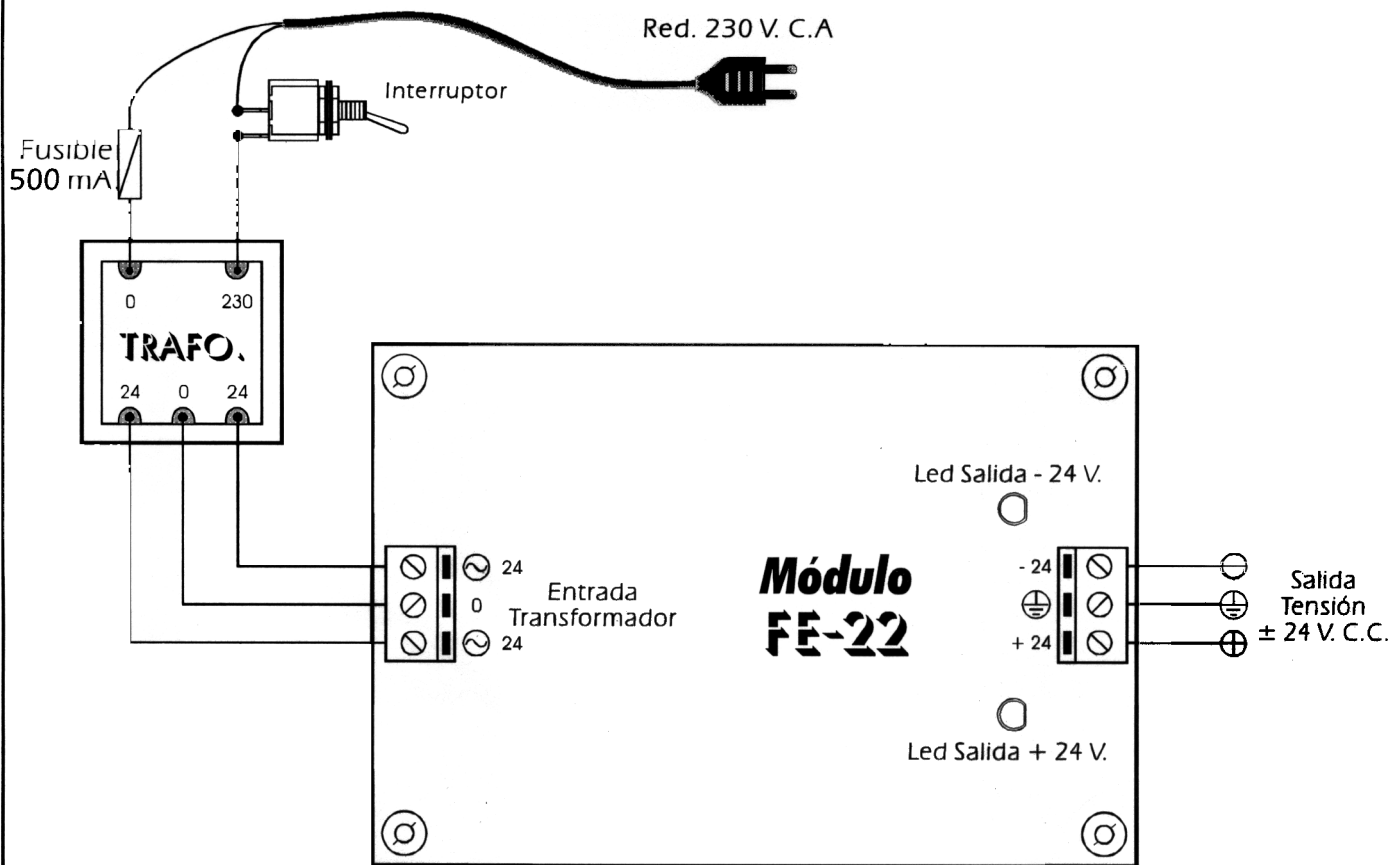 Red. 230 V. C.A
Interruptor
Fusible
500 mA
0 230
TRAFO.
24 0 24
Led Salida - 24 V.
24
0
24
Entrada
Transformador
Módulo
FE-22
- 24
+ 24
Salida
Tensión
± 24 V. C.C.
Led Salida + 24 V.